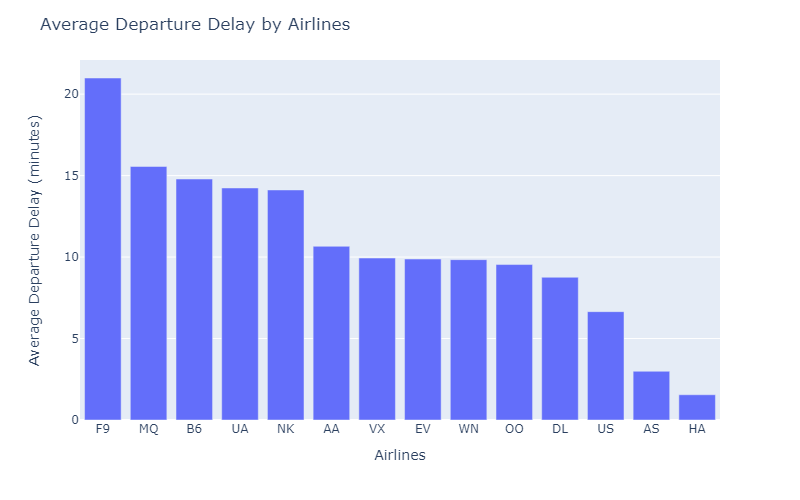 Average Departure Delay by Airlines
20
15
10
5
0
Average Departure Delay (minutes)
F9 MQ B6 UA NK AA VX EV WN OO DL US AS HA
Airlines